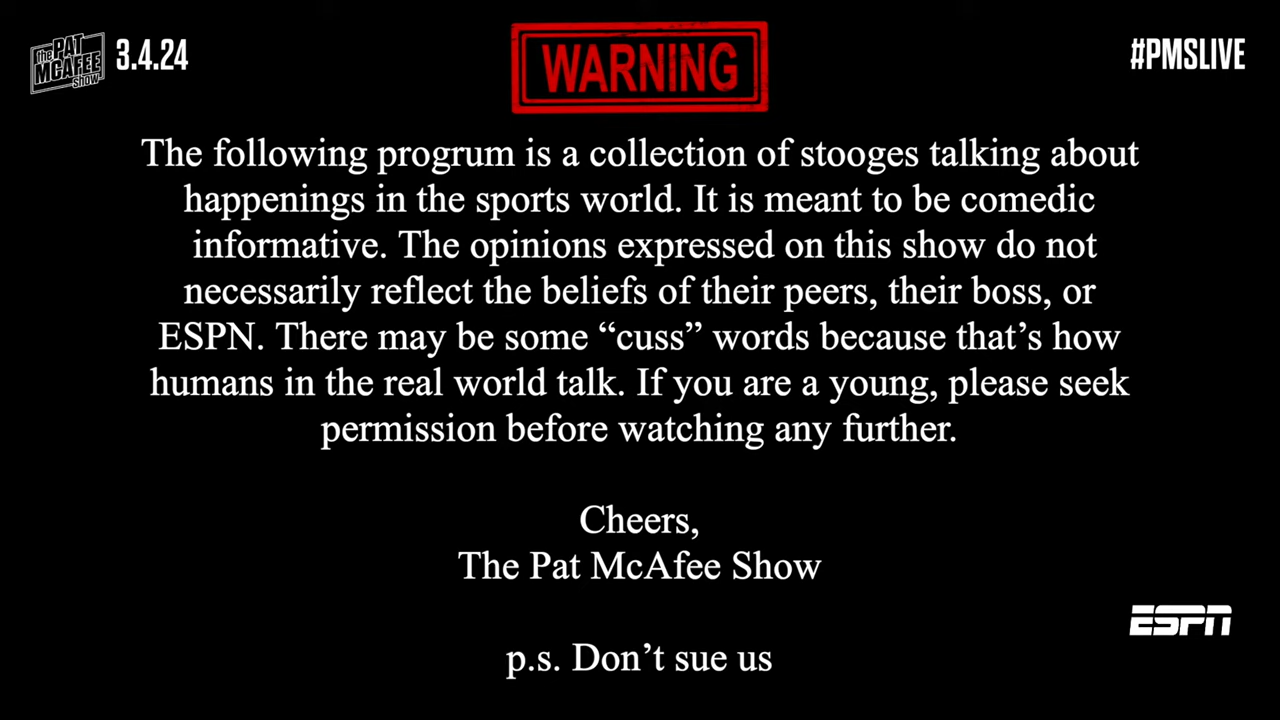 The PAT MCAFEE Show
3.4.24
WARNING
#PMSLIVE
The following progrum is a collection of stooges talking about
happenings in the sports world. It is meant to be comedic
informative. The opinions expressed on this show do not
necessarily reflect the beliefs of their peers, their boss, or
ESPN. There may be some “cuss” words because that’s how
humans in the real world talk. If you are a young, please seek
permission before watching any further.
Cheers,
The Pat McAfee Show
ESPN
p.s. Don’t sue us